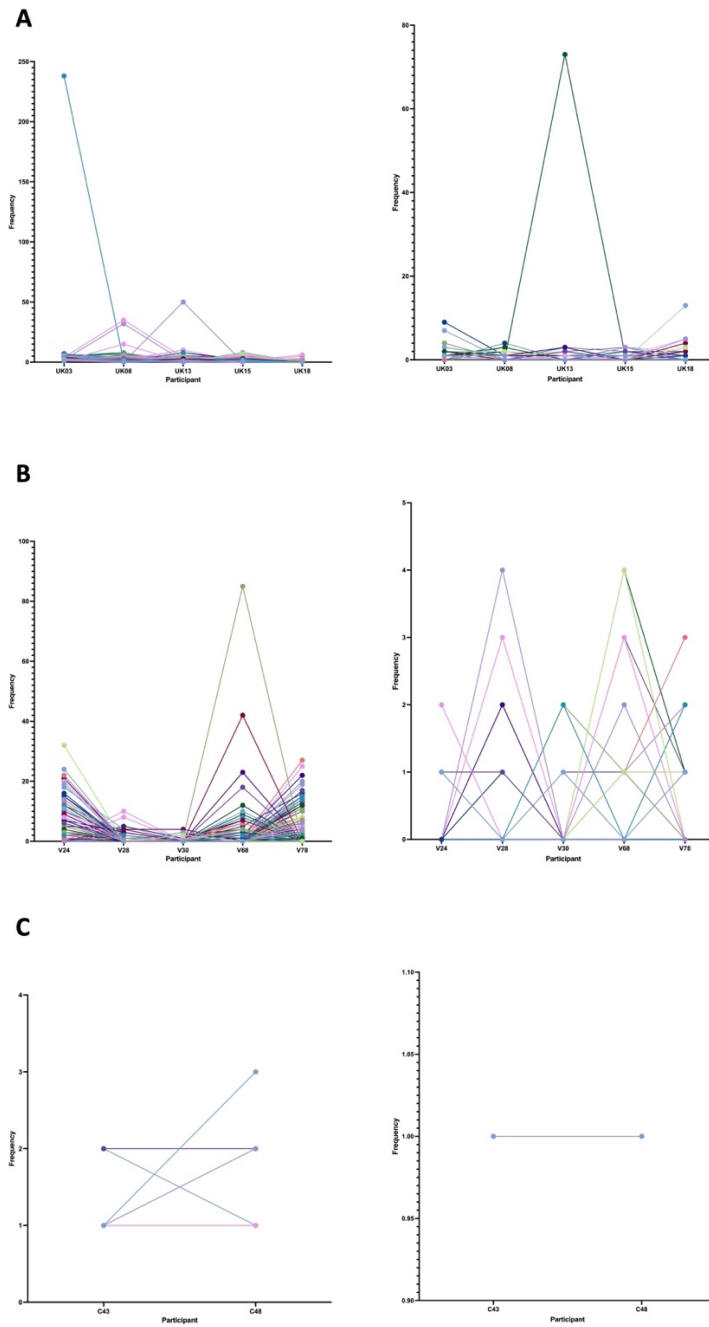 A
250
200
150
100
50
0
Frequency
UK03 UK08 UK13 UK15 UK18
Participant
80
60
40
20
0
Frequency
UK03 UK08 UK13 UK15 UK18
Participant
B
100
80
60
40
20
0
Frequency
V24 V28 V30 V68 V78
Participant
5
4
3
2
1
0
Frequency
V24 V28 V30 V68 V78
Participant
C
4
3
2
1
0
Frequency
C43 C48
Participant
1.10
1.05
1.00
0.95
0.90
Frequency
C43 C48
Participant